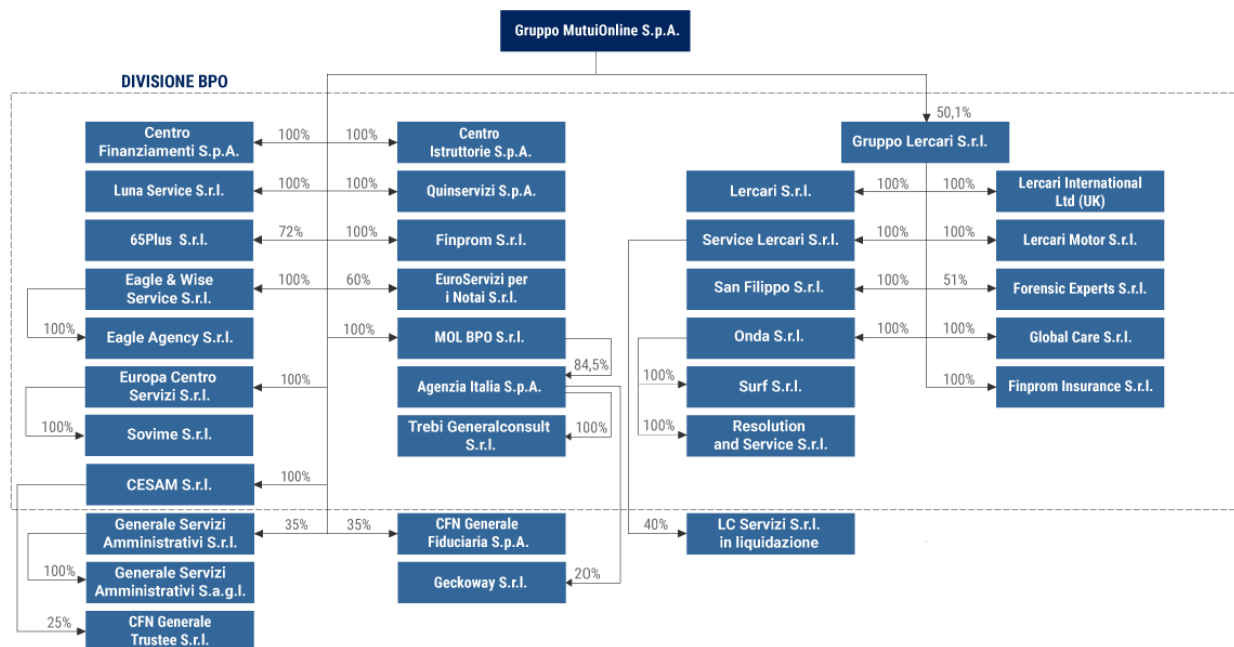 Gruppo MutuiOnline S.p.A.
DIVISIONE BPO
50,1%
Centro
Finanziamenti S.p.A.
100%
100%
Centro
Istruttorie S.p.A.
Gruppo Lercari S.r.l.
Luna Service S.r.l.
100%
100%
Quinservizi S.p.A.
Lercari S.r.l.
100%
100%
Lercari International
Ltd (UK)
65Plus S.r.l.
72%
100%
Finprom S.r.l.
Service Lercari S.r.l.
100%
100%
Lercari Motor S.r.l.
Eagle & Wise
Service S.r.l.
100%
60%
EuroServizi per
i Notai S.r.l.
San Filippo S.r.l.
100%
51%
Forensic Experts S.r.l.
100%
Eagle Agency S.r.l.
100%
MOL BPO S.r.l.
Onda S.r.l.
100%
100%
Global Care S.r.l.
84,5%
Europa Centro
Servizi S.r.l.
100%
Agenzia Italia S.p.A.
100%
Surf S.r.l.
100%
Finprom Insurance S.r.l.
100%
Sovime S.r.l.
Trebi Generalconsult
S.r.l.
100%
100%
Resolution
and Service S.r.l.
CESAM S.r.l.
100%
Generale Servizi
Amministrativi S.r.l.
35%
35%
CFN Generale
Fiduciaria S.p.A.
40%
LC Servizi S.r.l.
in liquidazione
100%
Generale Servizi
Amministrativi S.a.g.l.
Geckoway S.r.l.
20%
25%
CFN Generale
Trustee S.r.l.